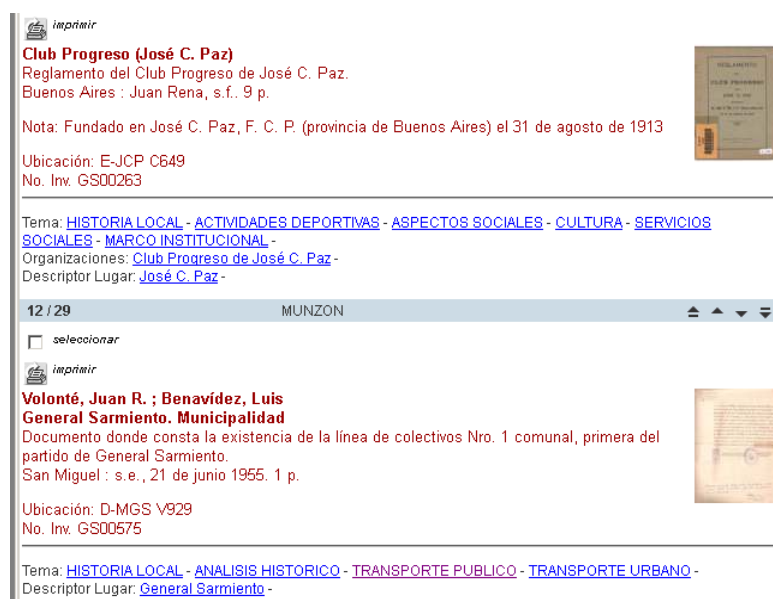 imprimir
Club Progreso (José C. Paz)
Reglamento del Club Progreso de José C. Paz.
Buenos Aires : Juan Rena, s.f.. 9 p.
Nota: Fundado en José C. Paz, F. C. P. (provincia de Buenos Aires) el 31 de agosto de 1913
Ubicación: E-JCP C649
No. Inv. GS00263
REGLAMENTO
CLUB PROGRESO
Tema: HISTORIA LOCAL - ACTIVIDADES DEPORTIVAS - ASPECTOS SOCIALES - CULTURA - SERVICIOS
SOCIALES - MARCO INSTITUCIONAL -
Organizaciones: Club Progreso de José C. Paz -
Descriptor Lugar: José C. Paz -
12 / 29 MUNZON
seleccionar
imprimir
Volonté, Juan R. ; Benavídez, Luis
General Sarmiento. Municipalidad
Documento donde consta la existencia de la línea de colectivos Nro. 1 comunal, primera del
partido de General Sarmiento.
San Miguel : s.e., 21 de junio 1955. 1 p.
Ubicación: D-MGS V929
No. Inv. GS00575
Tema: HISTORIA LOCAL - ANALISIS HISTORICO - TRANSPORTE PUBLICO - TRANSPORTE URBANO -
Descriptor Lugar: General Sarmiento -